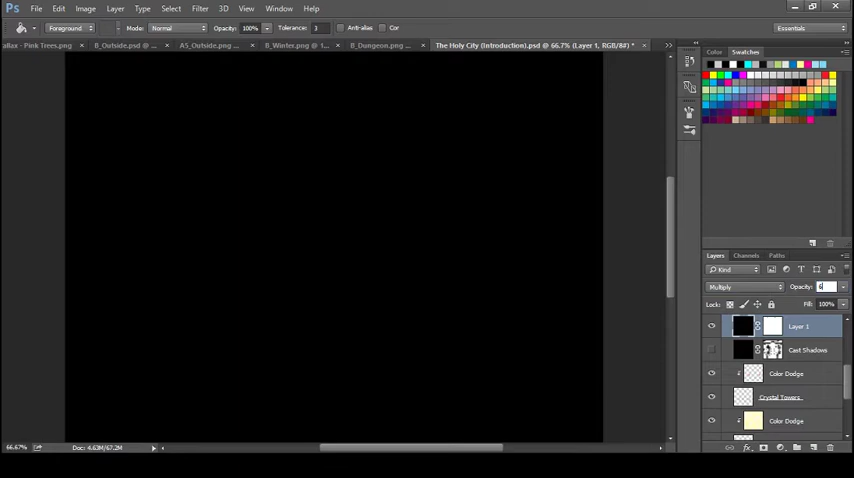 Ps File Edit Image Layer Type Select Filter 3D View Window Help
Foreground Mode: Normal Opacity: 100% Tolerance: 3 Anti-alias Cor Essentials
allax - Pink Trees.png × B_Outside.psd @ ... × A5_Outside.png ... × B_Winter.png @ 1... × B_Dungeon.png ... × The Holy City (Introduction).psd @ 66.7% (Layer 1, RGB/8#) * ×
Color Swatches
Layers Channels Paths
Kind
Multiply Opacity: 6
Lock: Fill: 100%
Layer 1
Cast Shadows
Color Dodge
Crystal Towers
Color Dodge
66.67% Doc: 4.63M/67.2M